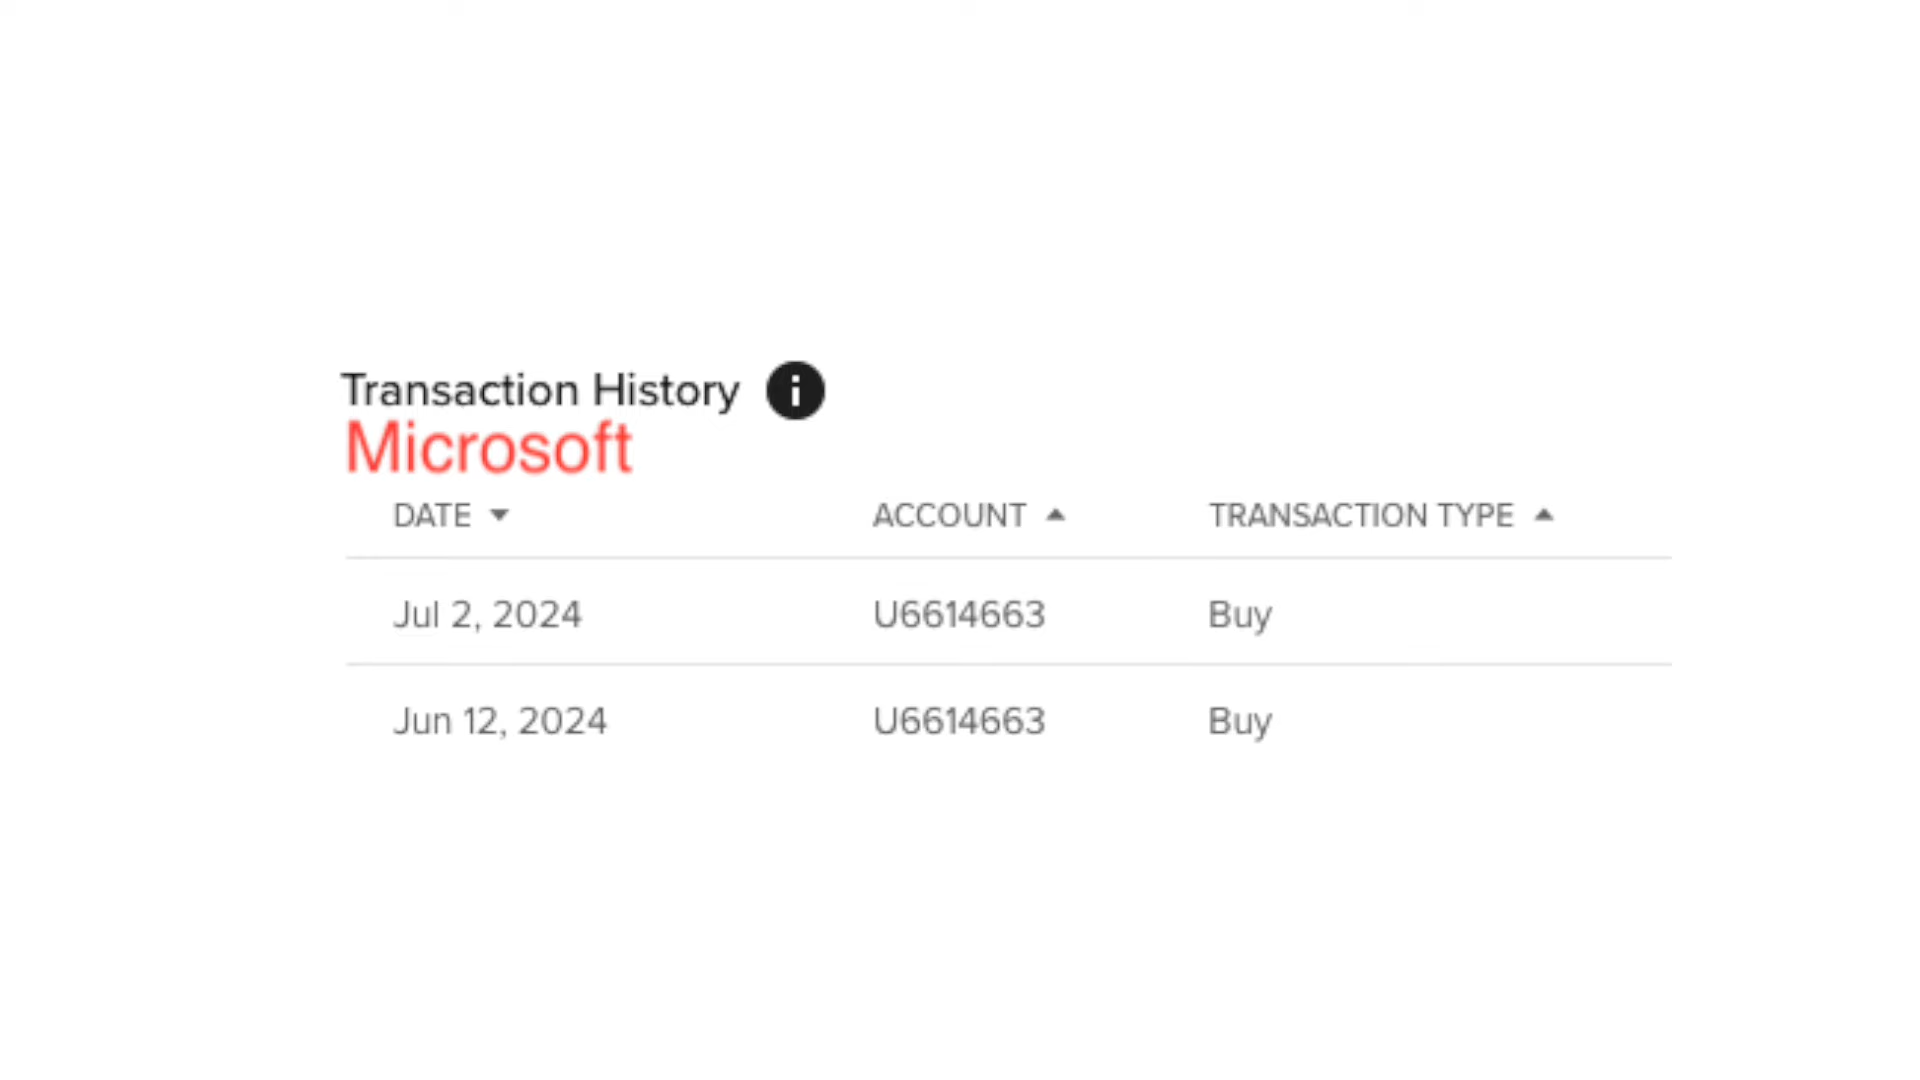 Transaction History
Microsoft
DATE ACCOUNT TRANSACTION TYPE
Jul 2, 2024 U6614663 Buy
Jun 12, 2024 U6614663 Buy